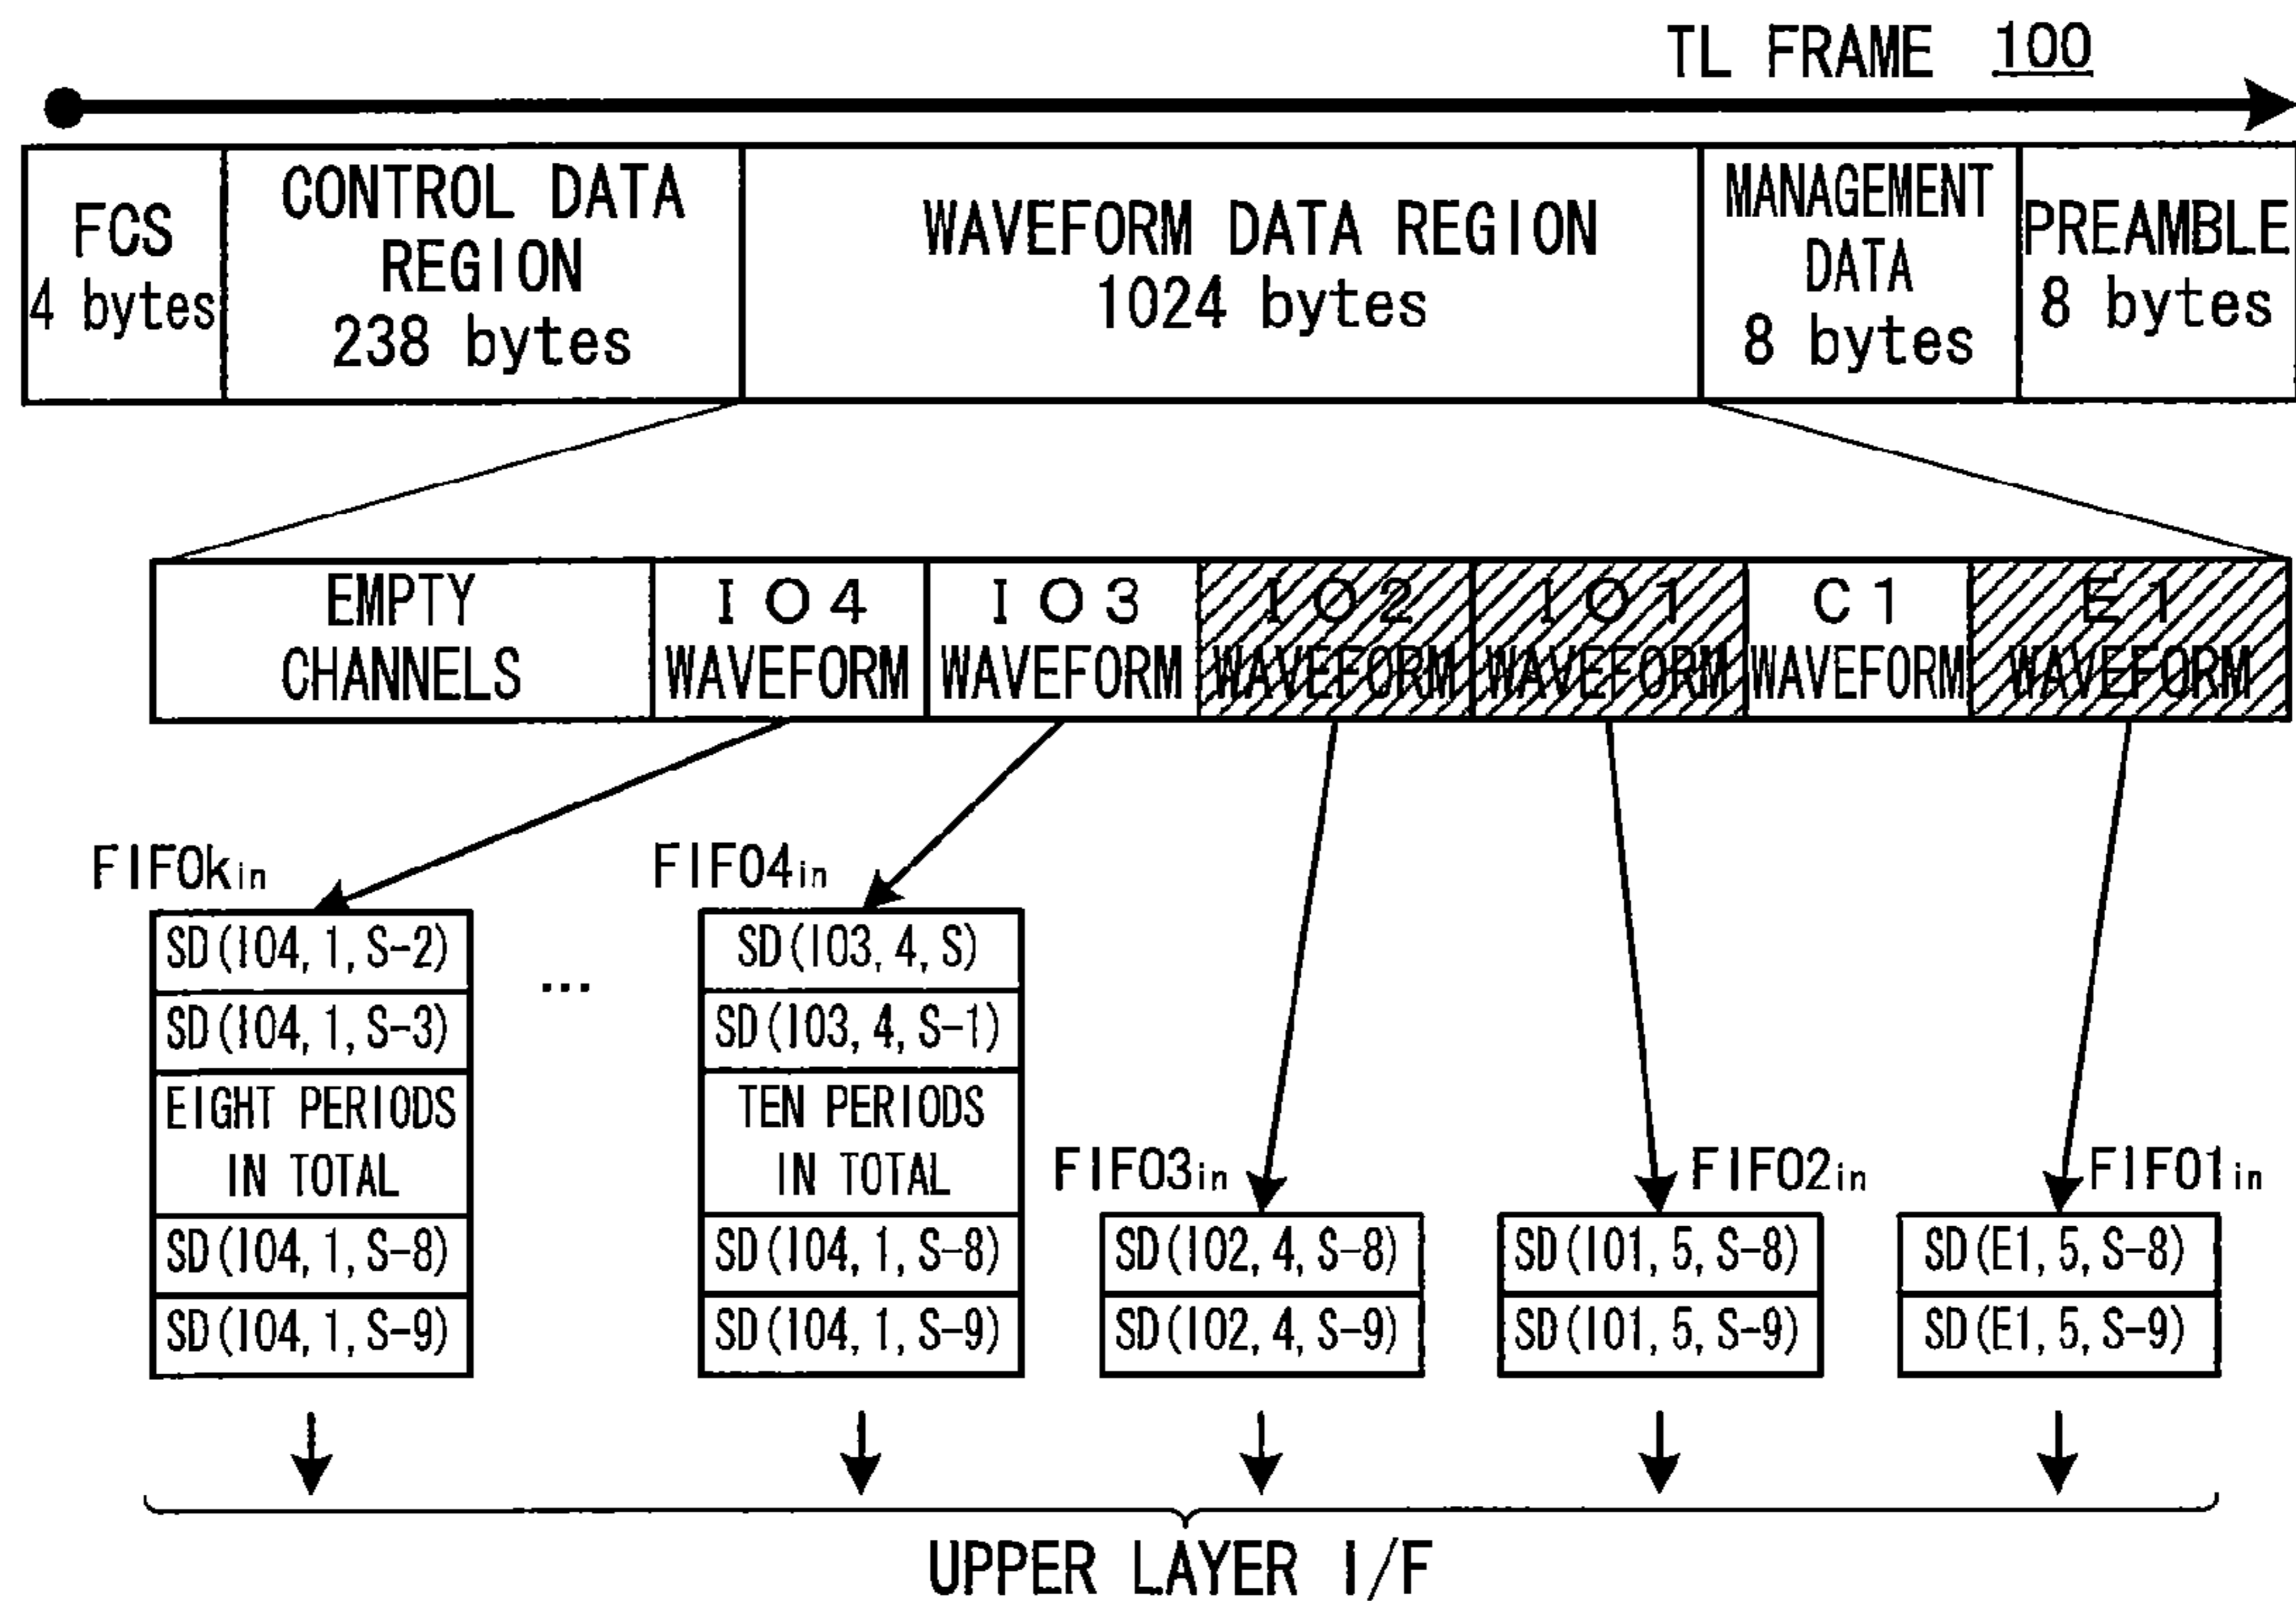 TL FRAME 100
FCS
4 bytes
CONTROL DATA
REGION
238 bytes
WAVEFORM DATA REGION
1024 bytes
MANAGEMENT
DATA
8 bytes
PREAMBLE
8 bytes
EMPTY
CHANNELS
IO4
WAVEFORM
IO3
WAVEFORM
IO2
WAVEFORM
IO1
WAVEFORM
C1
WAVEFORM
E1
WAVEFORM
FIFOkin
SD(IO4, 1, S-2)
SD(IO4, 1, S-3)
EIGHT PERIODS
IN TOTAL
SD(IO4, 1, S-8)
SD(IO4, 1, S-9)
...
FIFO4in
SD(IO3, 4, S)
SD(IO3, 4, S-1)
TEN PERIODS
IN TOTAL
SD(IO4, 1, S-8)
SD(IO4, 1, S-9)
FIFO3in
SD(IO2, 4, S-8)
SD(IO2, 4, S-9)
FIFO2in
SD(IO1, 5, S-8)
SD(IO1, 5, S-9)
FIFO1in
SD(E1, 5, S-8)
SD(E1, 5, S-9)
UPPER LAYER I/F